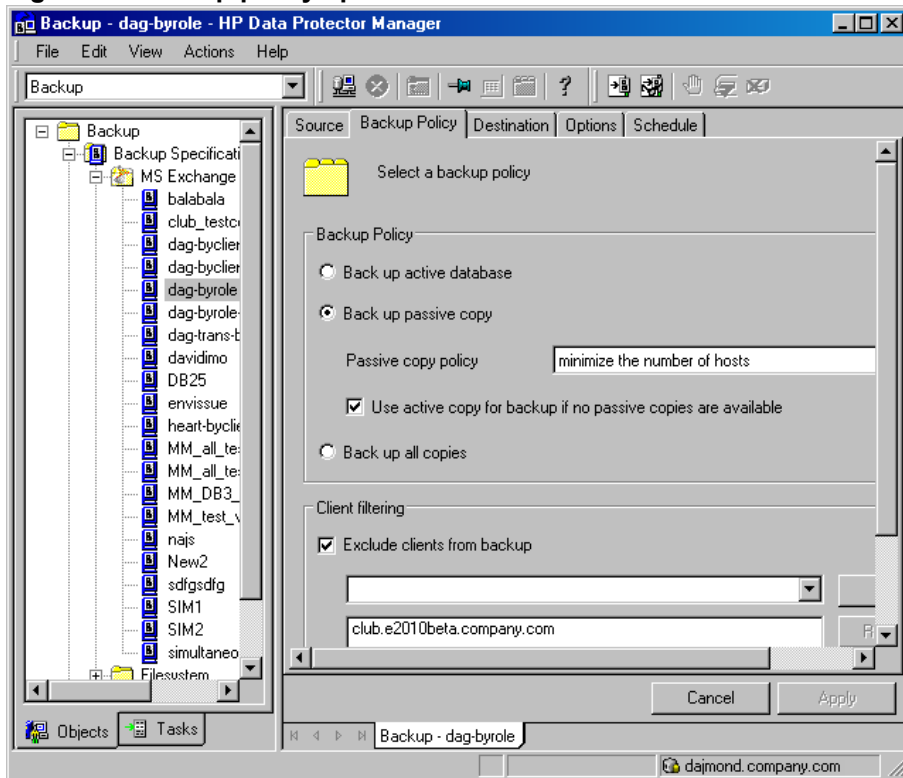 Backup - dag-byrole - HP Data Protector Manager
File Edit View Actions Help
Backup
Backup
Backup Specificati
MS Exchange
balabala
club_testc
dag-byclier
dag-byclier
dag-byrole
dag-byrole-
dag-trans-b
davidimo
DB25
envissue
heart-byclie
MM_all_te
MM_all_te
MM_DB3_
MM_test_v
najs
New2
sdfgsdfg
SIM1
SIM2
simultaneo
Filesystem
Objects Tasks
Source Backup Policy Destination Options Schedule
Select a backup policy
Backup Policy
Back up active database
Back up passive copy
Passive copy policy minimize the number of hosts
Use active copy for backup if no passive copies are available
Back up all copies
Client filtering
Exclude clients from backup
club.e2010beta.company.com
R
Cancel Apply
Backup - dag-byrole
dajmond.company.com